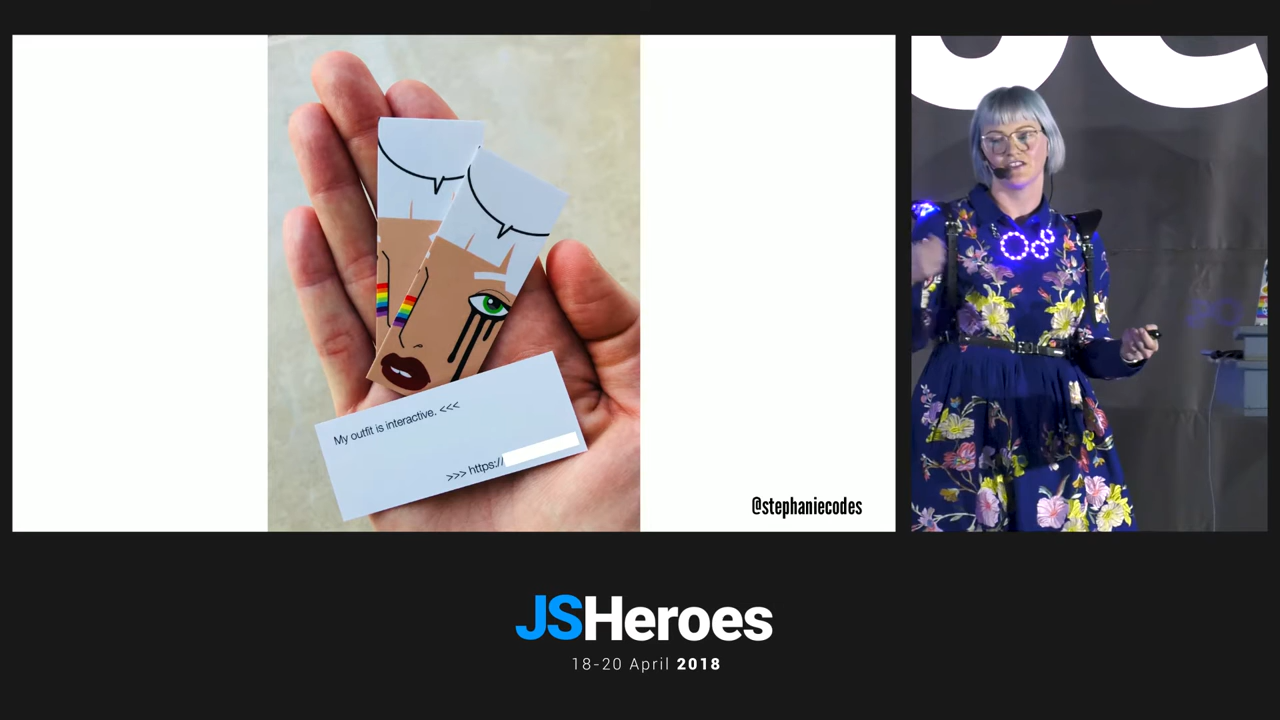 My outfit is interactive. <<<
>>> https://
@stephaniecodes
JSHeroes
18-20 April 2018